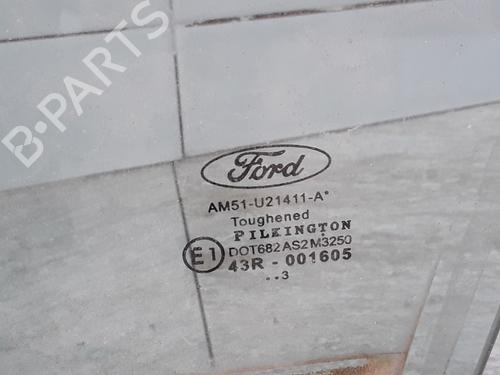 B-PARTS
Ford
AM51-U21411-A*
Toughened
PILKINGTON
E1 DOT682 AS2 M3250
43R - 001605
..3